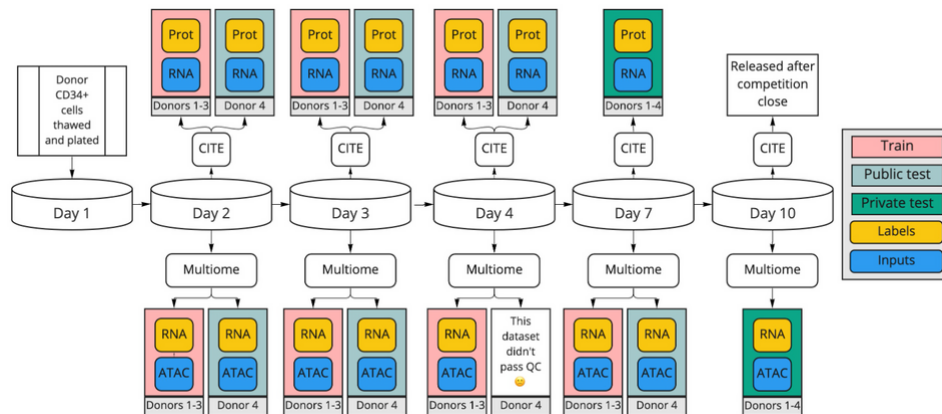 Prot
Prot
Prot
Prot
Prot
Prot
Prot
RNA
RNA
RNA
RNA
RNA
RNA
RNA
Donors 1-3
Donor 4
Donors 1-3
Donor 4
Donors 1-3
Donor 4
Donors 1-4
Donor
CD34+
cells
thawed
and plated
Released after
competition
close
CITE
CITE
CITE
CITE
CITE
Day 1
Day 2
Day 3
Day 4
Day 7
Day 10
Train
Public test
Private test
Labels
Inputs
Multiome
Multiome
Multiome
Multiome
Multiome
RNA
RNA
RNA
RNA
RNA
This
dataset
didn't
pass QC
😊
RNA
RNA
RNA
ATAC
ATAC
ATAC
ATAC
ATAC
ATAC
ATAC
ATAC
Donors 1-3
Donor 4
Donors 1-3
Donor 4
Donors 1-3
Donor 4
Donors 1-3
Donor 4
Donors 1-4